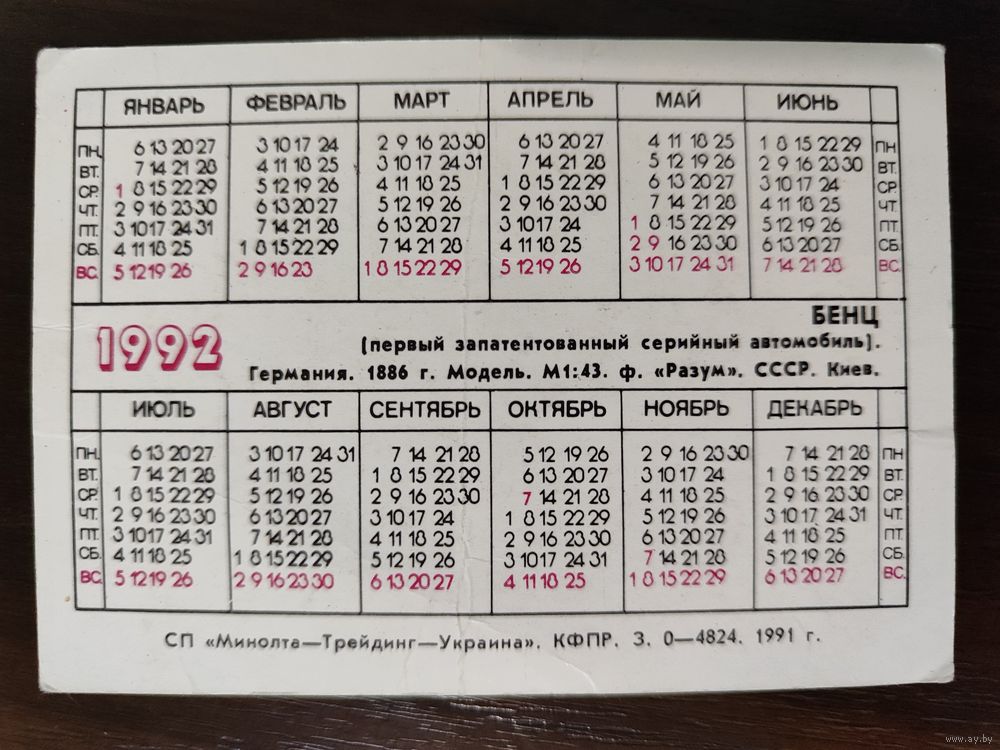 ЯНВАРЬ ФЕВРАЛЬ МАРТ АПРЕЛЬ МАЙ ИЮНЬ
ПН. 6 13 20 27 3 10 17 24 2 9 16 23 30 6 13 20 27 4 11 18 25 1 8 15 22 29 ПН.
ВТ. 7 14 21 28 4 11 18 25 3 10 17 24 31 7 14 21 28 5 12 19 26 2 9 16 23 30 ВТ.
СР. 1 8 15 22 29 5 12 19 26 4 11 18 25 1 8 15 22 29 6 13 20 27 3 10 17 24 СР.
ЧТ. 2 9 16 23 30 6 13 20 27 5 12 19 26 2 9 16 23 30 7 14 21 28 4 11 18 25 ЧТ.
ПТ. 3 10 17 24 31 7 14 21 28 6 13 20 27 3 10 17 24 1 8 15 22 29 5 12 19 26 ПТ.
СБ. 4 11 18 25 1 8 15 22 29 7 14 21 28 4 11 18 25 2 9 16 23 30 6 13 20 27 СБ.
ВС. 5 12 19 26 2 9 16 23 1 8 15 22 29 5 12 19 26 3 10 17 24 31 7 14 21 28 ВС.
БЕНЦ
1992 (первый запатентованный серийный автомобиль).
Германия. 1886 г. Модель. М1:43. ф. «Разум». СССР. Киев.
ИЮЛЬ АВГУСТ СЕНТЯБРЬ ОКТЯБРЬ НОЯБРЬ ДЕКАБРЬ
ПН. 6 13 20 27 3 10 17 24 31 7 14 21 28 5 12 19 26 2 9 16 23 30 7 14 21 28 ПН.
ВТ. 7 14 21 28 4 11 18 25 1 8 15 22 29 6 13 20 27 3 10 17 24 1 8 15 22 29 ВТ.
СР. 1 8 15 22 29 5 12 19 26 2 9 16 23 30 7 14 21 28 4 11 18 25 2 9 16 23 30 СР.
ЧТ. 2 9 16 23 30 6 13 20 27 3 10 17 24 1 8 15 22 29 5 12 19 26 3 10 17 24 31 ЧТ.
ПТ. 3 10 17 24 31 7 14 21 28 4 11 18 25 2 9 16 23 30 6 13 20 27 4 11 18 25 ПТ.
СБ. 4 11 18 25 1 8 15 22 29 5 12 19 26 3 10 17 24 31 7 14 21 28 5 12 19 26 СБ.
ВС. 5 12 19 26 2 9 16 23 30 6 13 20 27 4 11 18 25 1 8 15 22 29 6 13 20 27 ВС.
СП «Минолта—Трейдинг—Украина». КФПР. З. 0—4824. 1991 г.
www.ay.by